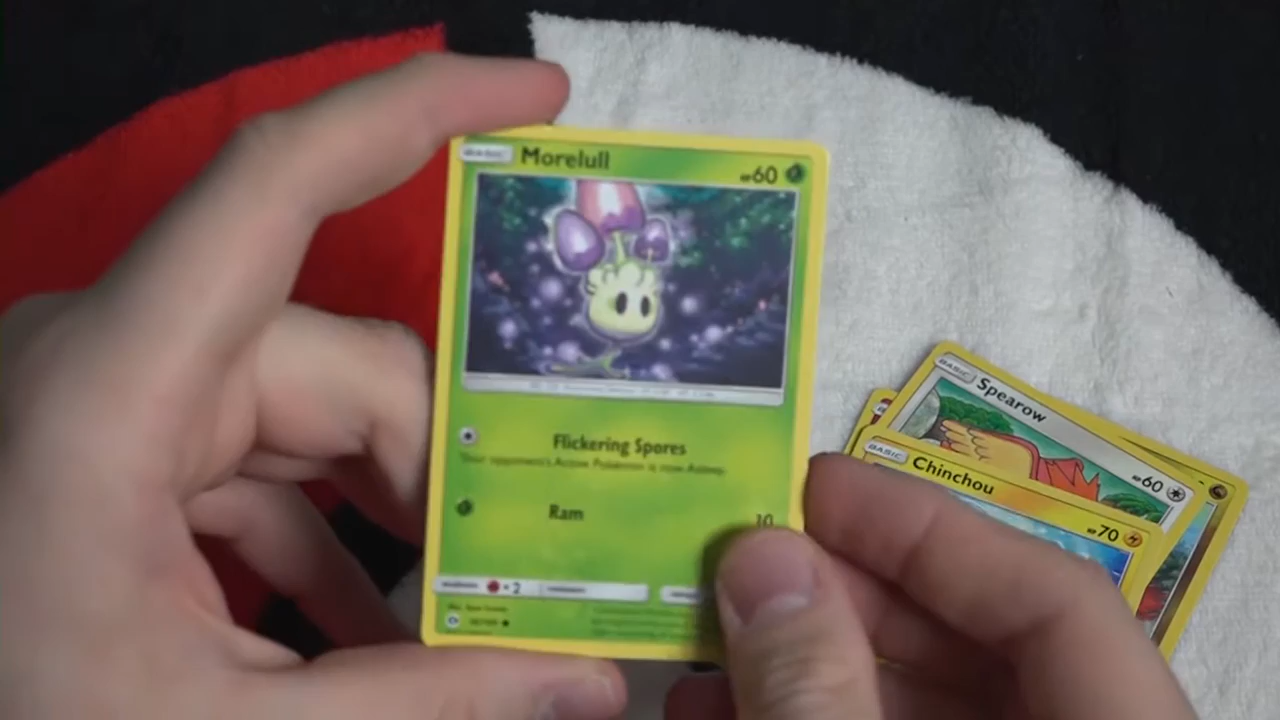 BASIC Morelull HP60
Flickering Spores
Your opponent's Active Pokémon is now Asleep.
Ram 10
×2
BASIC Spearow HP60
BASIC Chinchou HP70